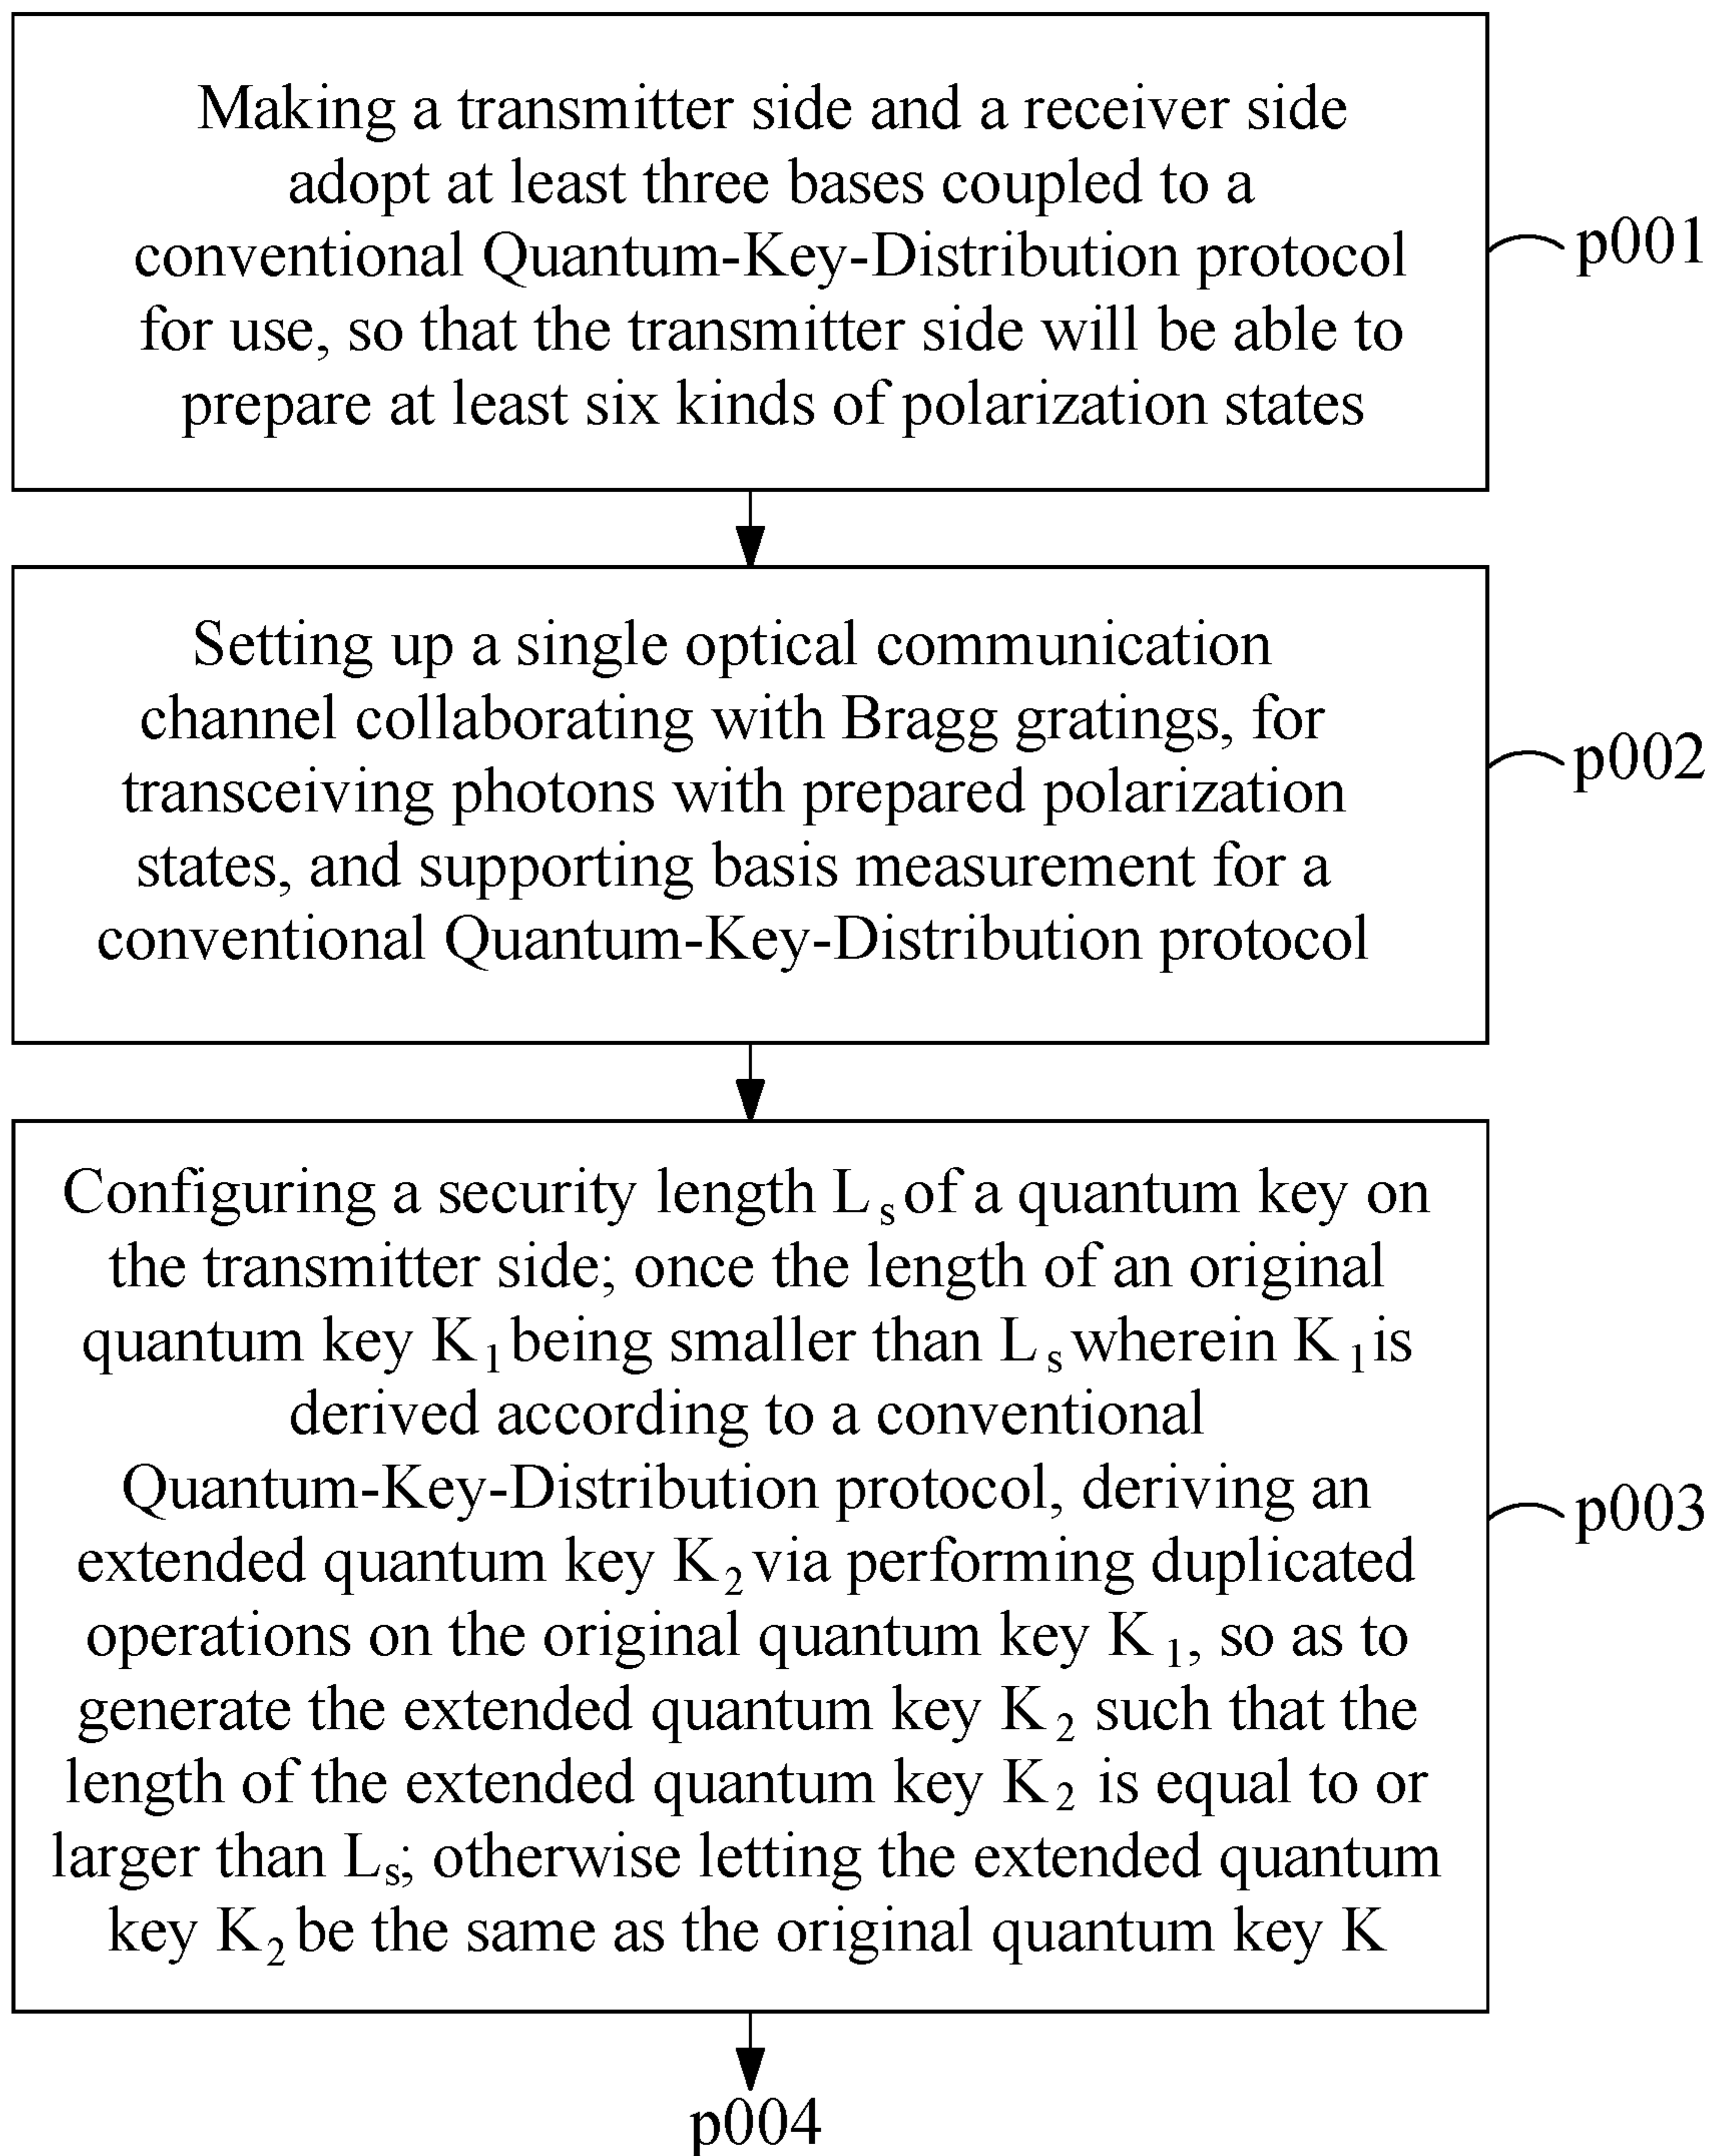 Making a transmitter side and a receiver side
adopt at least three bases coupled to a
conventional Quantum-Key-Distribution protocol
for use, so that the transmitter side will be able to
prepare at least six kinds of polarization states
p001
Setting up a single optical communication
channel collaborating with Bragg gratings, for
transceiving photons with prepared polarization
states, and supporting basis measurement for a
conventional Quantum-Key-Distribution protocol
p002
Configuring a security length Ls of a quantum key on
the transmitter side; once the length of an original
quantum key K1 being smaller than Ls wherein K1 is
derived according to a conventional
Quantum-Key-Distribution protocol, deriving an
extended quantum key K2 via performing duplicated
operations on the original quantum key K1, so as to
generate the extended quantum key K2 such that the
length of the extended quantum key K2 is equal to or
larger than Ls; otherwise letting the extended quantum
key K2 be the same as the original quantum key K
p003
p004